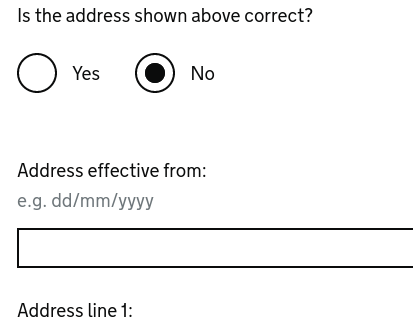 Is the address shown above correct?
Yes No
Address effective from:
e.g. dd/mm/yyyy
Address line 1: